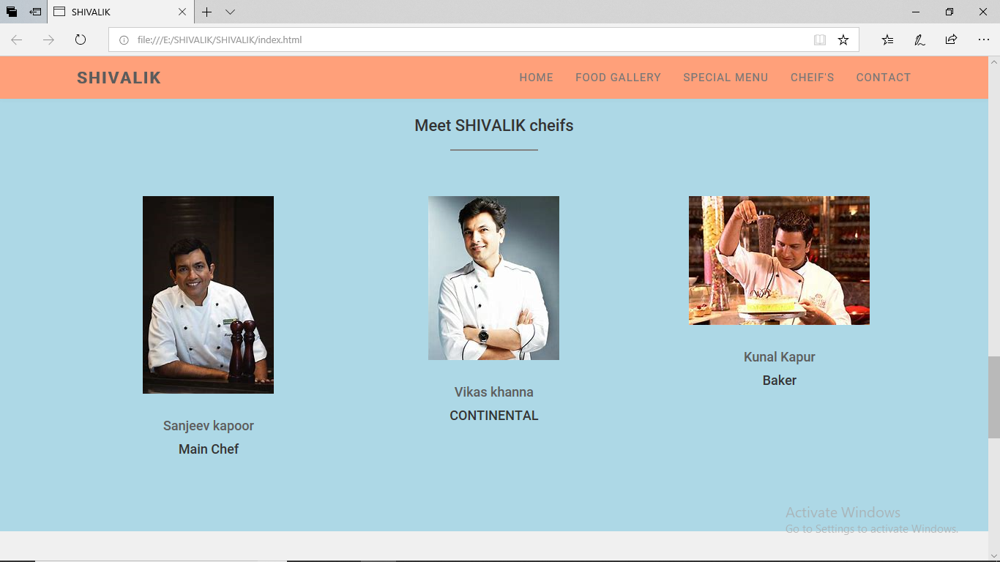 SHIVALIK
file:///E:/SHIVALIK/SHIVALIK/index.html
SHIVALIK
HOME FOOD GALLERY SPECIAL MENU CHEIF'S CONTACT
Meet SHIVALIK cheifs
Kunal Kapur
Baker
Vikas khanna
CONTINENTAL
Sanjeev kapoor
Main Chef
Activate Windows
Go to Settings to activate Windows.